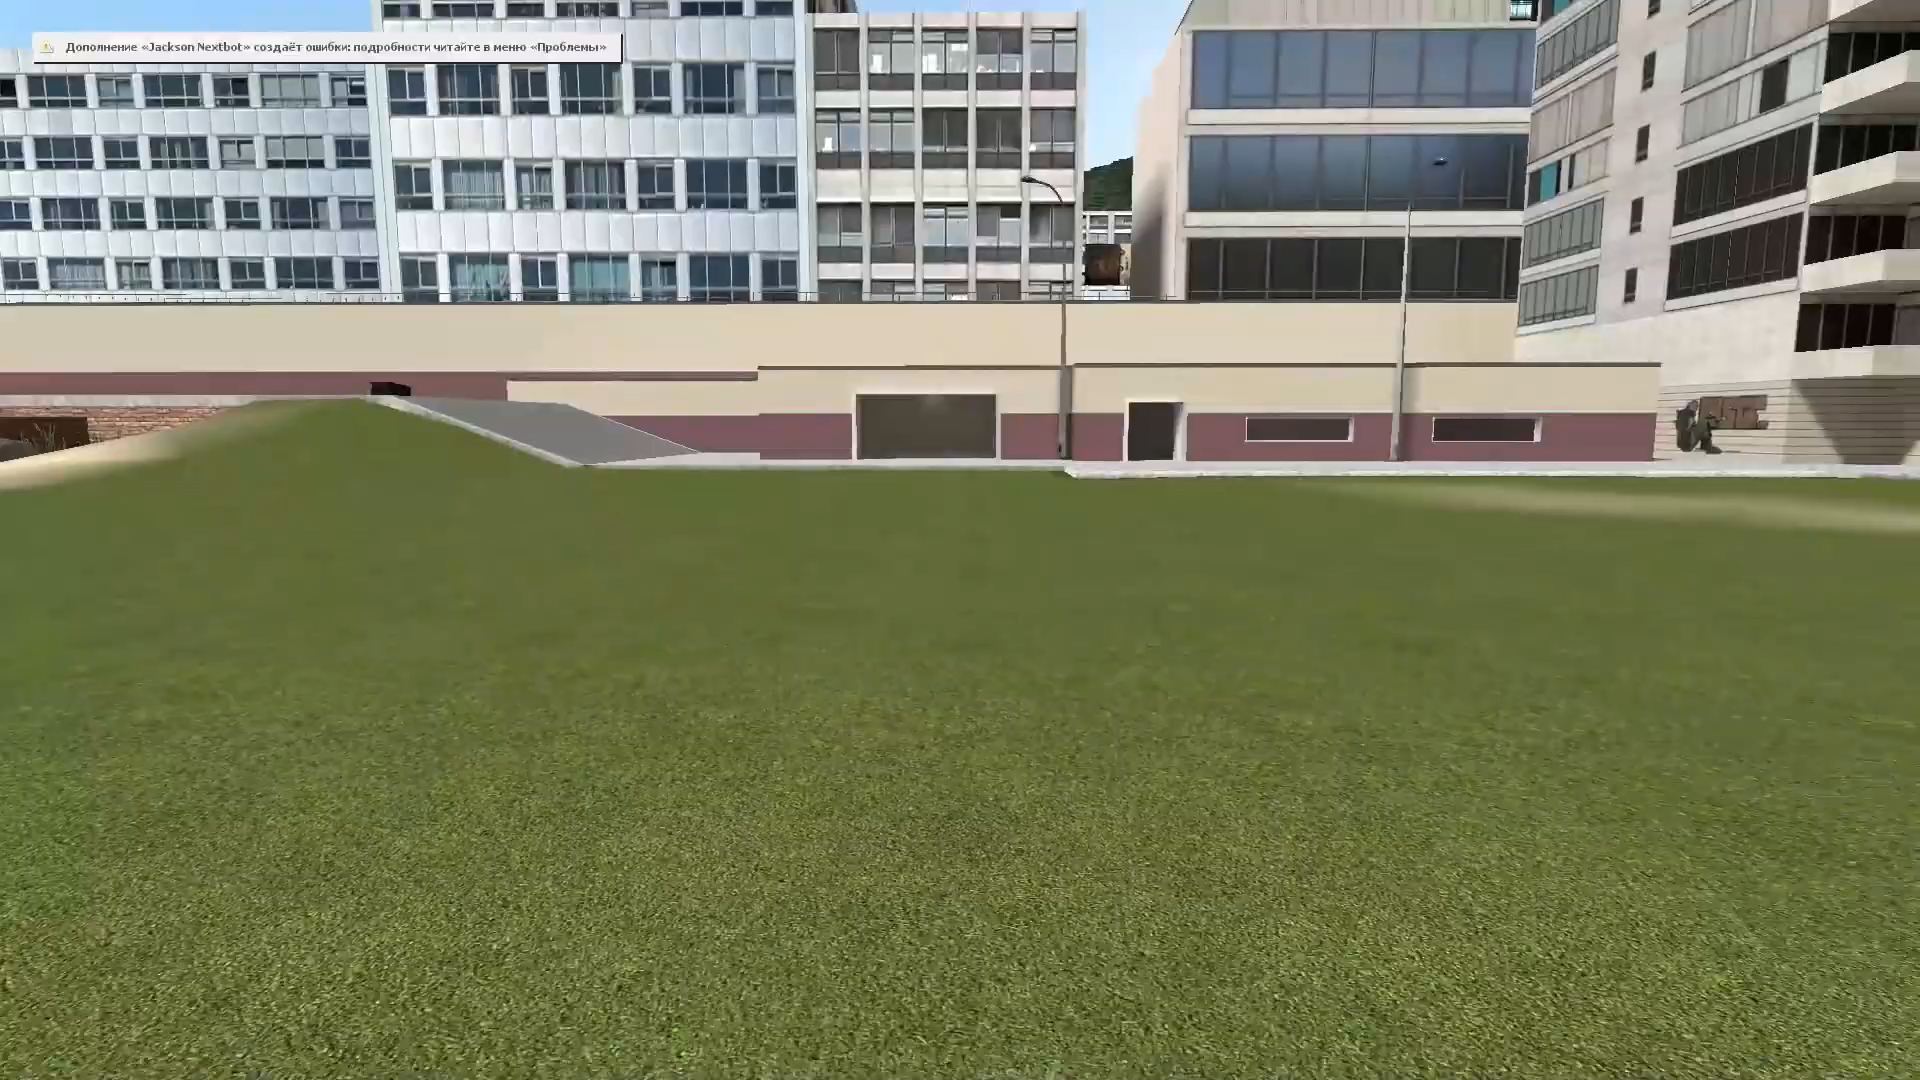 Дополнение «Jackson Nextbot» создаёт ошибки: подробности читайте в меню «Проблемы»